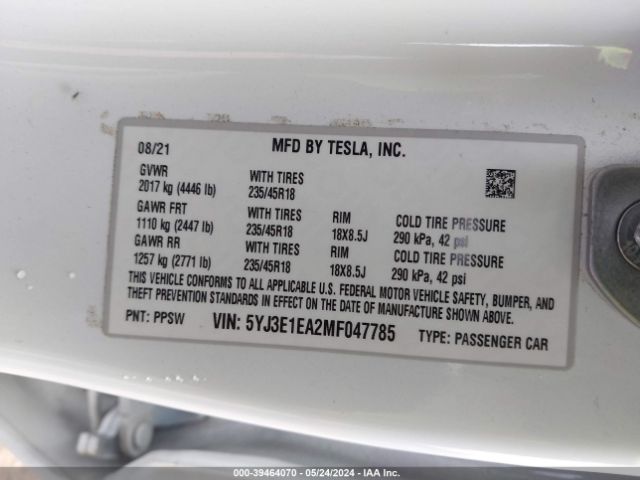 MFD BY TESLA, INC.
08/21
GVWR WITH TIRES
2017 kg (4446 lb) 235/45R18
GAWR FRT WITH TIRES RIM COLD TIRE PRESSURE
1110 kg (2447 lb) 235/45R18 18X8.5J 290 kPa, 42 psi
GAWR RR WITH TIRES RIM COLD TIRE PRESSURE
1257 kg (2771 lb) 235/45R18 18X8.5J 290 kPa, 42 psi
THIS VEHICLE CONFORMS TO ALL APPLICABLE U.S. FEDERAL MOTOR VEHICLE SAFETY, BUMPER, AND
THEFT PREVENTION STANDARDS IN EFFECT ON THE DATE OF MANUFACTURE SHOWN ABOVE.
PNT: PPSW VIN: 5YJ3E1EA2MF047785 TYPE: PASSENGER CAR
000-39464070 - 05/24/2024 - IAA Inc.